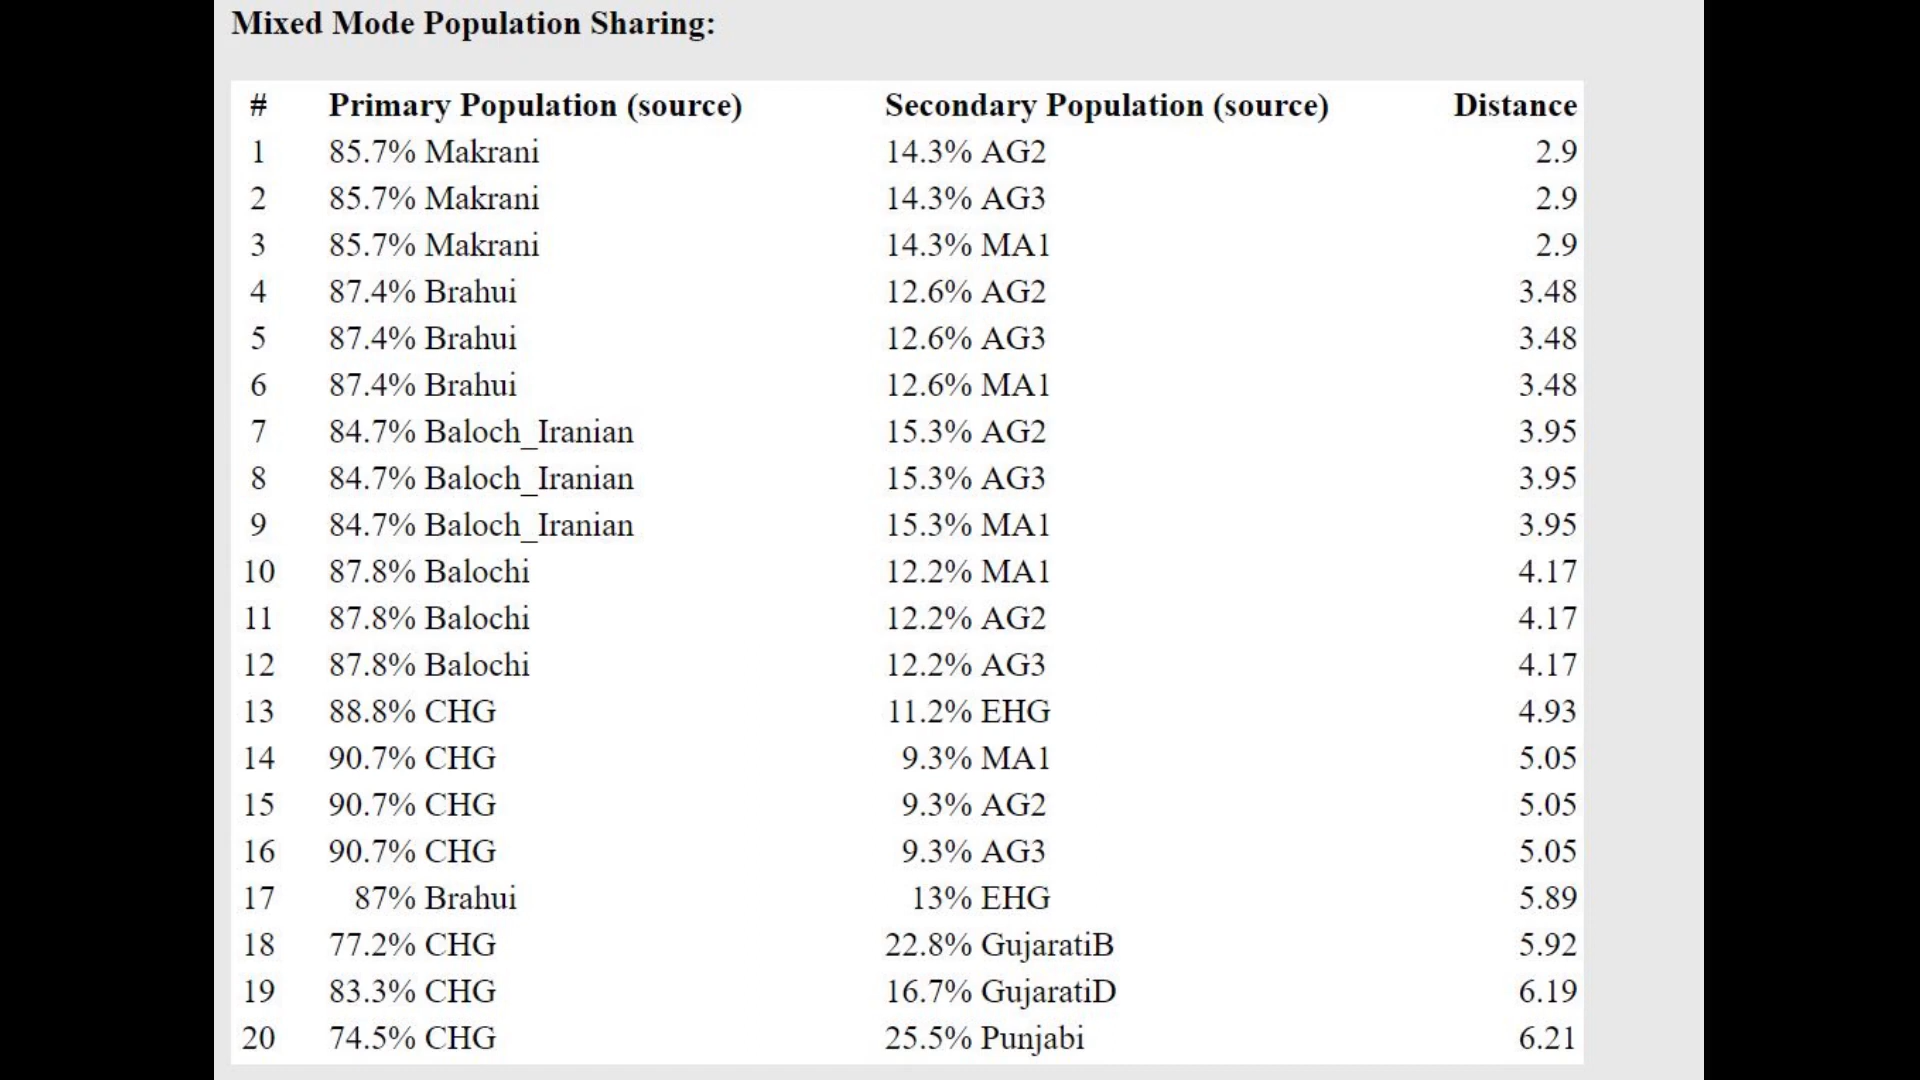 Mixed Mode Population Sharing:
# Primary Population (source) Secondary Population (source) Distance
1 85.7% Makrani 14.3% AG2 2.9
2 85.7% Makrani 14.3% AG3 2.9
3 85.7% Makrani 14.3% MA1 2.9
4 87.4% Brahui 12.6% AG2 3.48
5 87.4% Brahui 12.6% AG3 3.48
6 87.4% Brahui 12.6% MA1 3.48
7 84.7% Baloch_Iranian 15.3% AG2 3.95
8 84.7% Baloch_Iranian 15.3% AG3 3.95
9 84.7% Baloch_Iranian 15.3% MA1 3.95
10 87.8% Balochi 12.2% MA1 4.17
11 87.8% Balochi 12.2% AG2 4.17
12 87.8% Balochi 12.2% AG3 4.17
13 88.8% CHG 11.2% EHG 4.93
14 90.7% CHG 9.3% MA1 5.05
15 90.7% CHG 9.3% AG2 5.05
16 90.7% CHG 9.3% AG3 5.05
17 87% Brahui 13% EHG 5.89
18 77.2% CHG 22.8% GujaratiB 5.92
19 83.3% CHG 16.7% GujaratiD 6.19
20 74.5% CHG 25.5% Punjabi 6.21